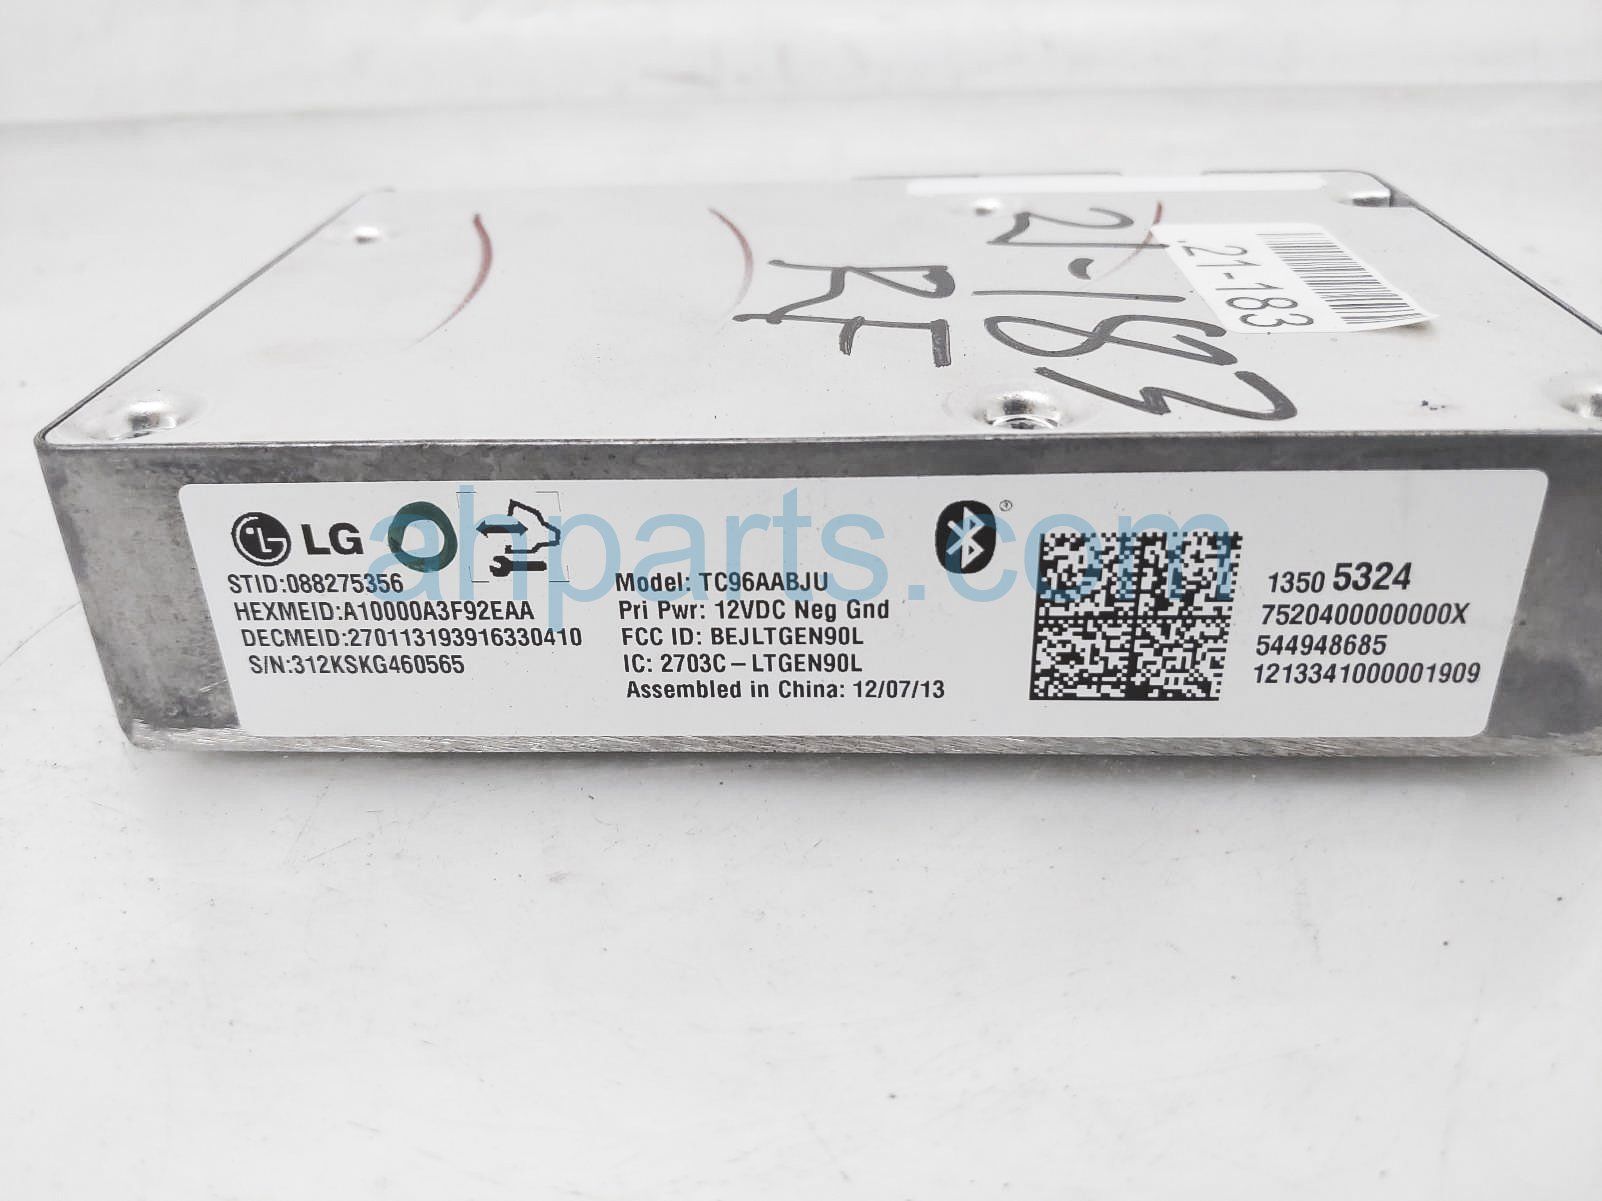 21-183
RF
.21-183
LG
STID:088275356
HEXMEID:A10000A3F92EAA
DECMEID:270113193916330410
S/N:312KSKG460565
Model: TC96AABJU
Pri Pwr: 12VDC Neg Gnd
FCC ID: BEJLTGEN90L
IC: 2703C-LTGEN90L
Assembled in China: 12/07/13
1350 5324
7520400000000X
544948685
1213341000001909
ahparts.com